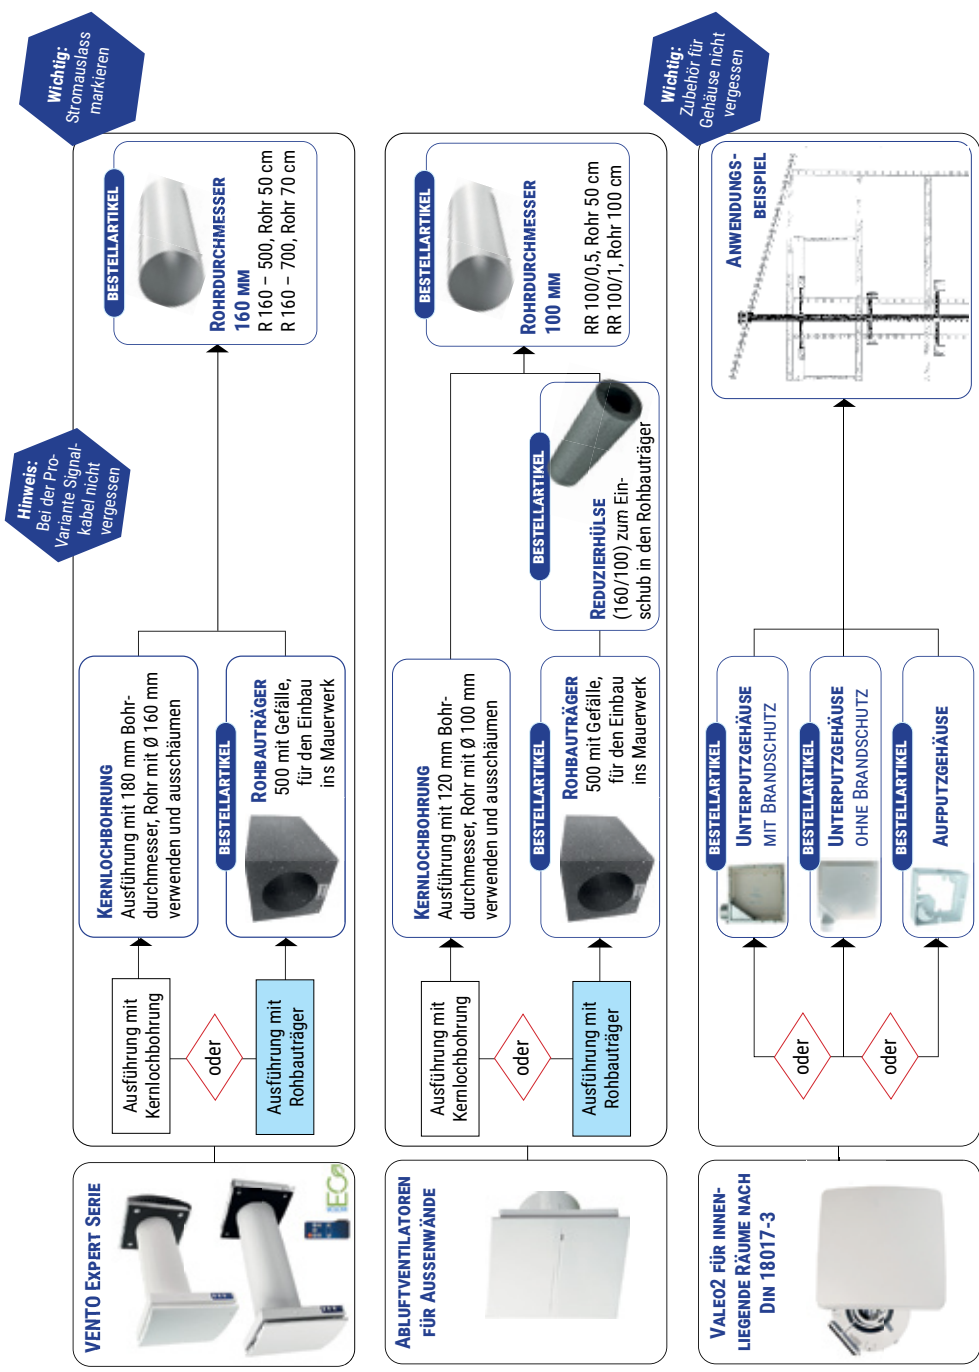 VENTO EXPERT SERIE
Ausführung mit
Kernlochbohrung
oder
Ausführung mit
Rohbauträger
KERNLOCHBOHRUNG
Ausführung mit 180 mm Bohr-
durchmesser, Rohr mit Ø 160 mm
verwenden und ausschäumen
BESTELLARTIKEL
ROHBAUTRÄGER
500 mit Gefälle,
für den Einbau
ins Mauerwerk
Hinweis:
Bei der Pro-
Variante Signal-
kabel nicht
vergessen
BESTELLARTIKEL
ROHRDURCHMESSER
160 MM
R 160 – 500, Rohr 50 cm
R 160 – 700, Rohr 70 cm
Wichtig:
Stromauslass
markieren
ABLUFTVENTILATOREN
FÜR AUSSENWÄNDE
Ausführung mit
Kernlochbohrung
oder
Ausführung mit
Rohbauträger
KERNLOCHBOHRUNG
Ausführung mit 120 mm Bohr-
durchmesser, Rohr mit Ø 100 mm
verwenden und ausschäumen
BESTELLARTIKEL
ROHBAUTRÄGER
500 mit Gefälle,
für den Einbau
ins Mauerwerk
BESTELLARTIKEL
REDUZIERHÜLSE
(160/100) zum Ein-
schub in den Rohbauträger
BESTELLARTIKEL
ROHRDURCHMESSER
100 MM
RR 100/0,5, Rohr 50 cm
RR 100/1, Rohr 100 cm
VALEO2 FÜR INNEN-
LIEGENDE RÄUME NACH
DIN 18017-3
oder
oder
BESTELLARTIKEL
UNTERPUTZGEHÄUSE
MIT BRANDSCHUTZ
BESTELLARTIKEL
UNTERPUTZGEHÄUSE
OHNE BRANDSCHUTZ
BESTELLARTIKEL
AUFPUTZGEHÄUSE
ANWENDUNGS-
BEISPIEL
Wichtig:
Zubehör für
Gehäuse nicht
vergessen